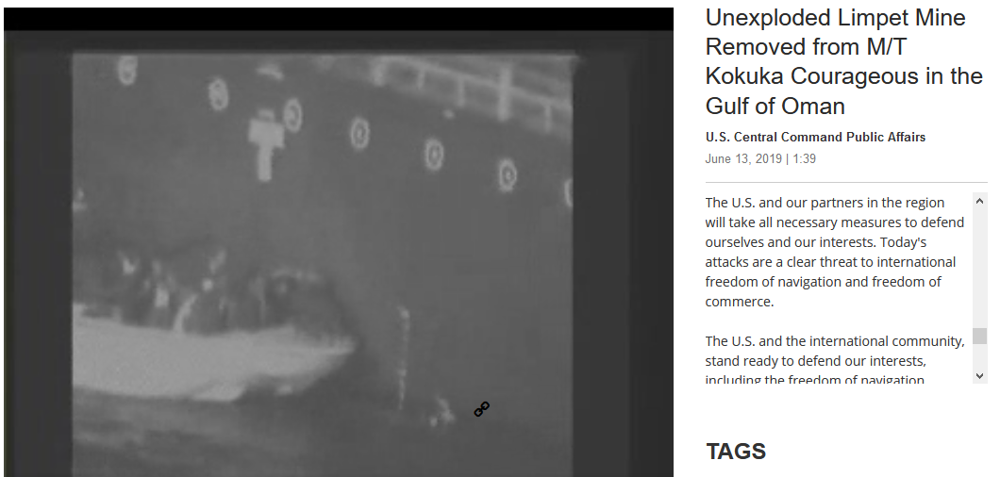 Unexploded Limpet Mine
Removed from M/T
Kokuka Courageous in the
Gulf of Oman
U.S. Central Command Public Affairs
June 13, 2019 | 1:39
The U.S. and our partners in the region
will take all necessary measures to defend
ourselves and our interests. Today's
attacks are a clear threat to international
freedom of navigation and freedom of
commerce.
The U.S. and the international community,
stand ready to defend our interests,
including the freedom of navigation
TAGS